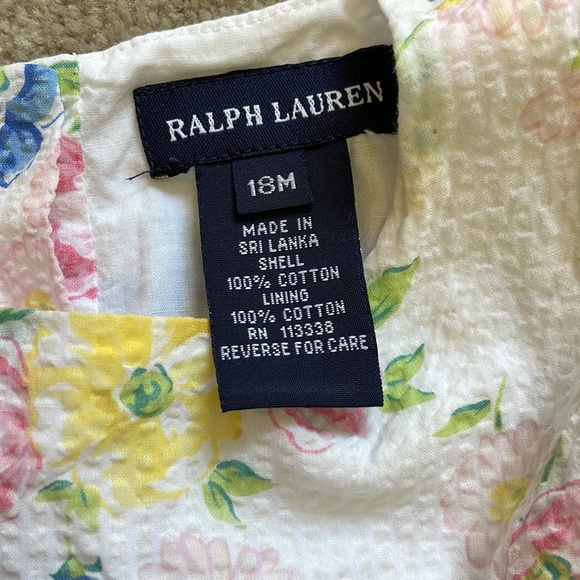 RALPH LAUREN
18M
MADE IN
SRI LANKA
SHELL
100% COTTON
LINING
100% COTTON
RN 113338
REVERSE FOR CARE